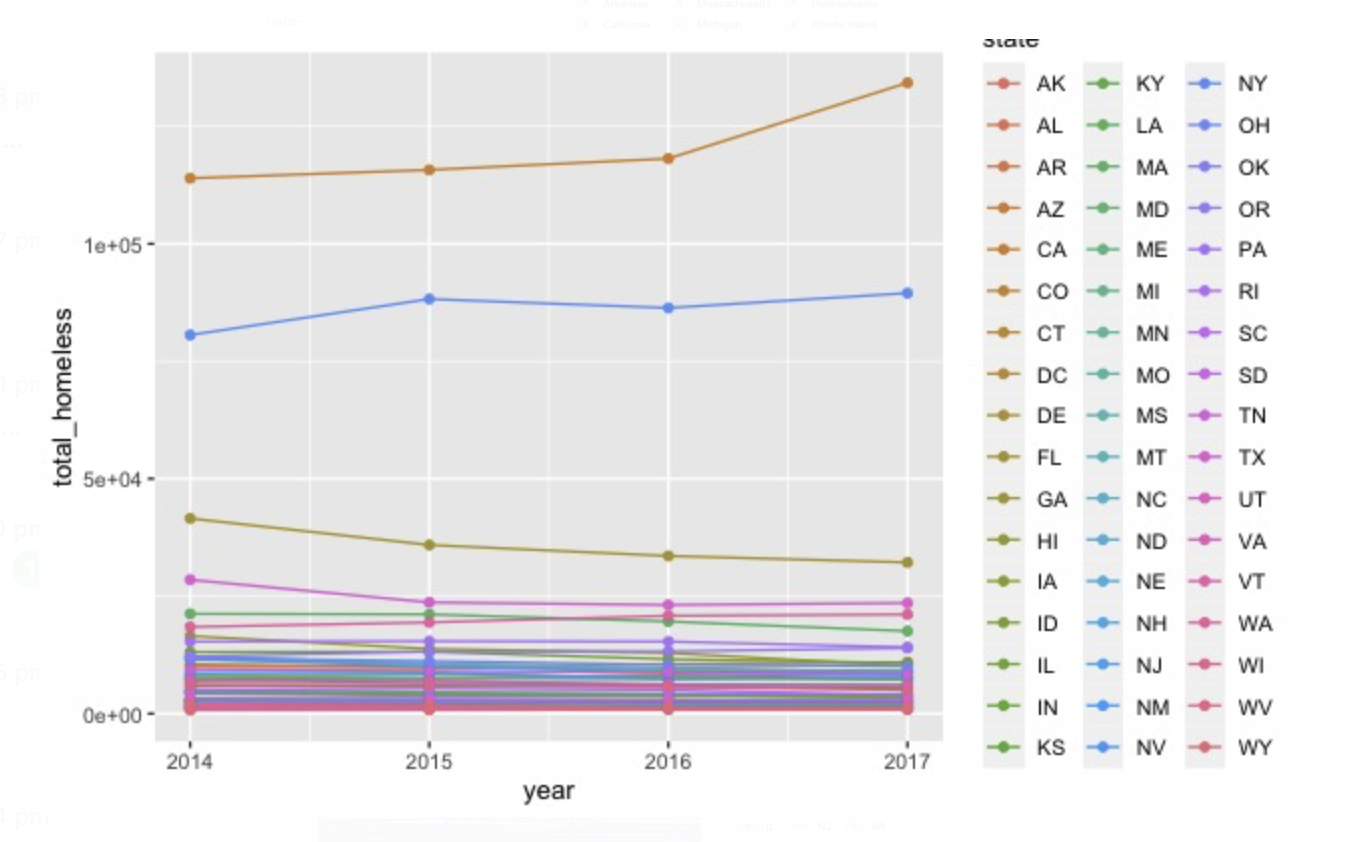 state
1e+05
5e+04
0e+00
total_homeless
2014 2015 2016 2017
year
AK KY NY
AL LA OH
AR MA OK
AZ MD OR
CA ME PA
CO MI RI
CT MN SC
DC MO SD
DE MS TN
FL MT TX
GA NC UT
HI ND VA
IA NE VT
ID NH WA
IL NJ WI
IN NM WV
KS NV WY